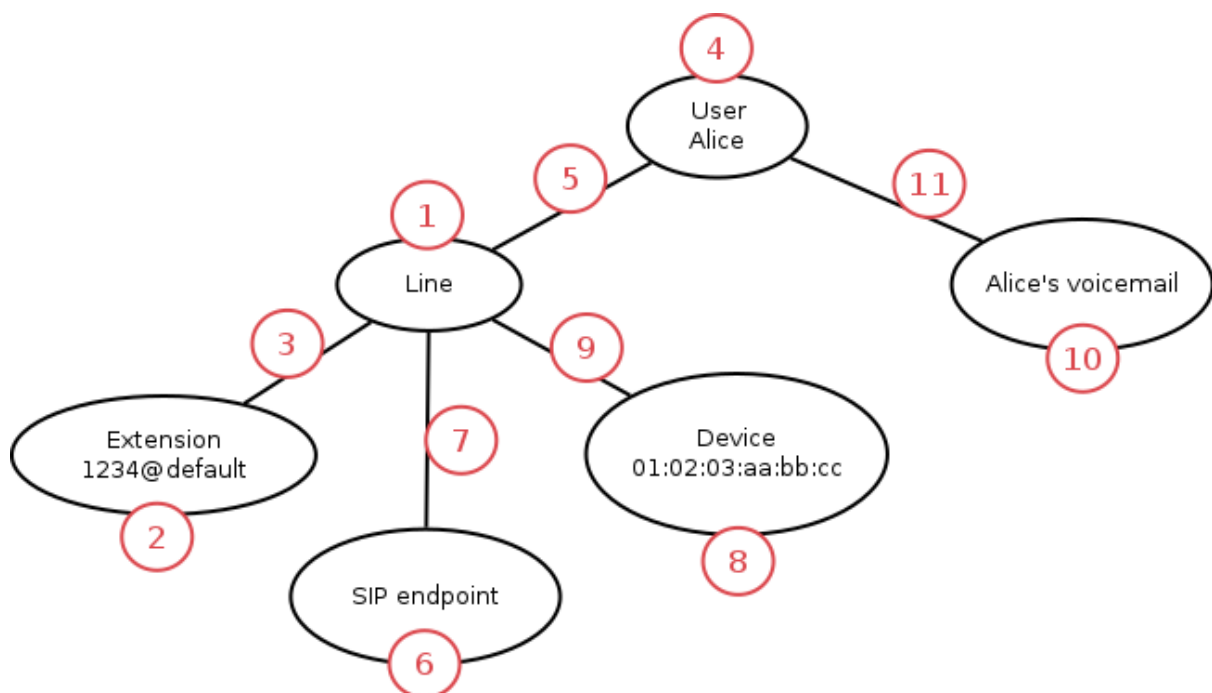 4
User
Alice
5
11
1
Line
Alice's voicemail
3
9
10
Extension
1234@default
7
Device
01:02:03:aa:bb:cc
2
8
SIP endpoint
6